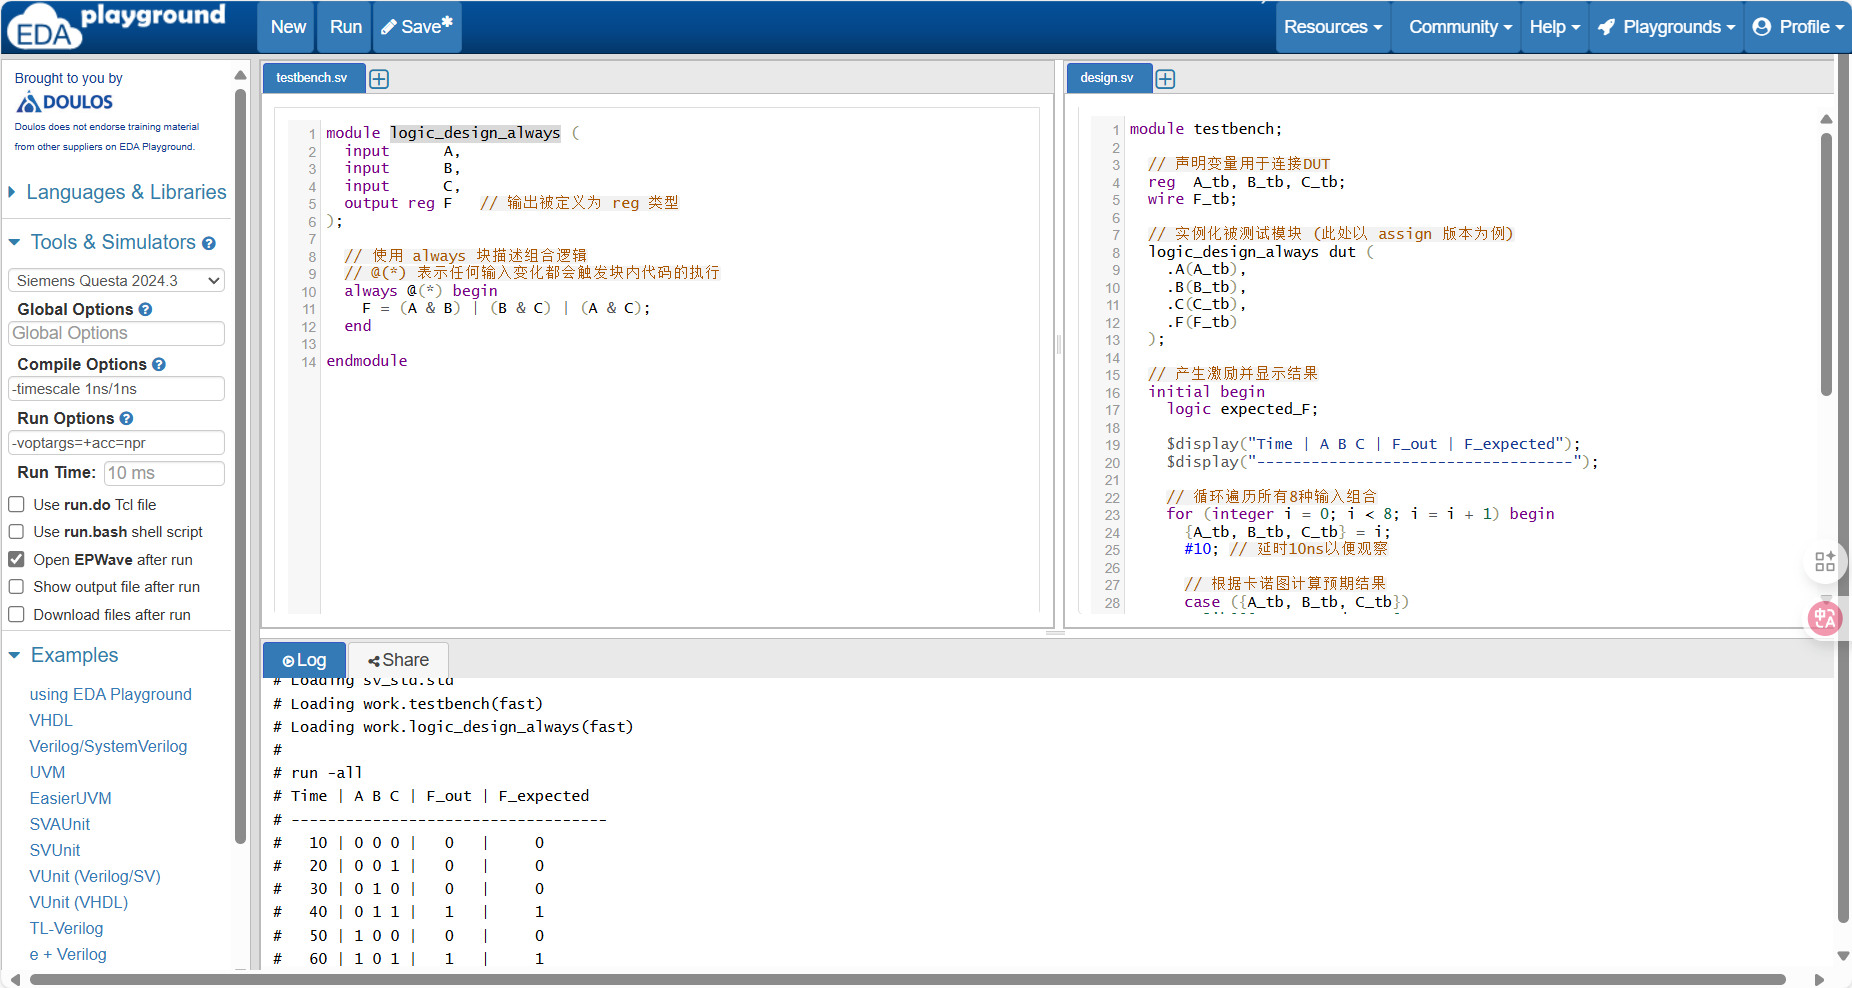 EDA playground
New
Run
Save*
Resources
Community
Help
Playgrounds
Profile
Brought to you by
DOULOS
Doulos does not endorse training material
from other suppliers on EDA Playground.
Languages & Libraries
Tools & Simulators
Siemens Questa 2024.3
Global Options
Global Options
Compile Options
-timescale 1ns/1ns
Run Options
-voptargs=+acc=npr
Run Time: 10 ms
Use run.do Tcl file
Use run.bash shell script
Open EPWave after run
Show output file after run
Download files after run
Examples
using EDA Playground
VHDL
Verilog/SystemVerilog
UVM
EasierUVM
SVAUnit
SVUnit
VUnit (Verilog/SV)
VUnit (VHDL)
TL-Verilog
e + Verilog
testbench.sv
1 module logic_design_always (
2 input      A,
3 input      B,
4 input      C,
5 output reg F   // 输出被定义为 reg 类型
6 );
7
8 // 使用 always 块描述组合逻辑
9 // @(*) 表示任何输入变化都会触发块内代码的执行
10 always @(*) begin
11 F = (A & B) | (B & C) | (A & C);
12 end
13
14 endmodule
design.sv
1 module testbench;
2
3 // 声明变量用于连接DUT
4 reg  A_tb, B_tb, C_tb;
5 wire F_tb;
6
7 // 实例化被测试模块 (此处以 assign 版本为例)
8 logic_design_always dut (
9 .A(A_tb),
10 .B(B_tb),
11 .C(C_tb),
12 .F(F_tb)
13 );
14
15 // 产生激励并显示结果
16 initial begin
17 logic expected_F;
18
19 $display("Time | A B C | F_out | F_expected");
20 $display("-----------------------------------");
21
22 // 循环遍历所有8种输入组合
23 for (integer i = 0; i < 8; i = i + 1) begin
24 {A_tb, B_tb, C_tb} = i;
25 #10; // 延时10ns以便观察
26
27 // 根据卡诺图计算预期结果
28 case ({A_tb, B_tb, C_tb})
Log
Share
# Loading sv_std.std
# Loading work.testbench(fast)
# Loading work.logic_design_always(fast)
#
# run -all
# Time | A B C | F_out | F_expected
# -----------------------------------
#   10 | 0 0 0 |   0   |     0
#   20 | 0 0 1 |   0   |     0
#   30 | 0 1 0 |   0   |     0
#   40 | 0 1 1 |   1   |     1
#   50 | 1 0 0 |   0   |     0
#   60 | 1 0 1 |   1   |     1